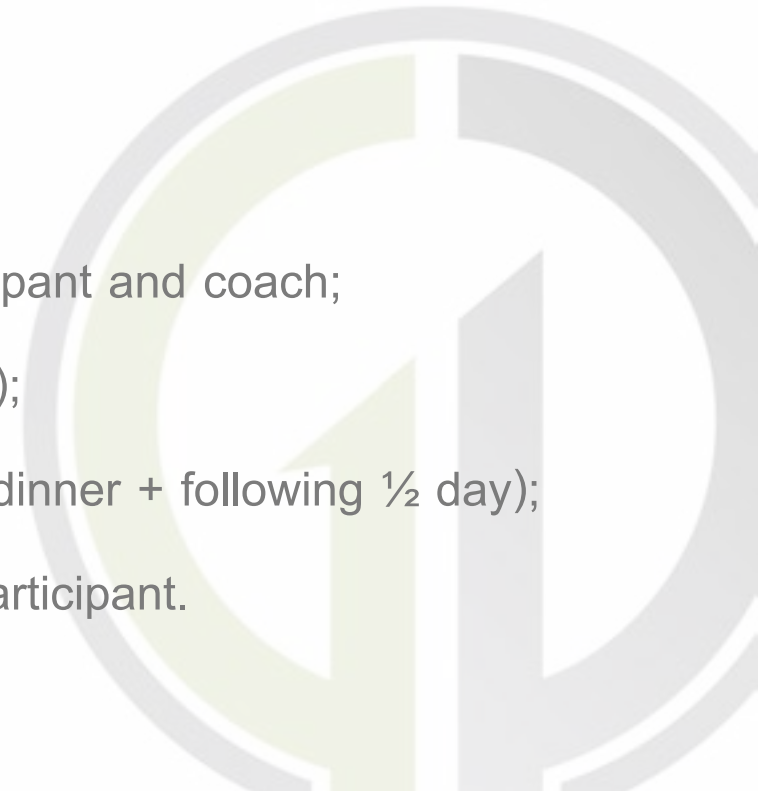 pant and coach;
);
dinner + following ½ day);
articipant.